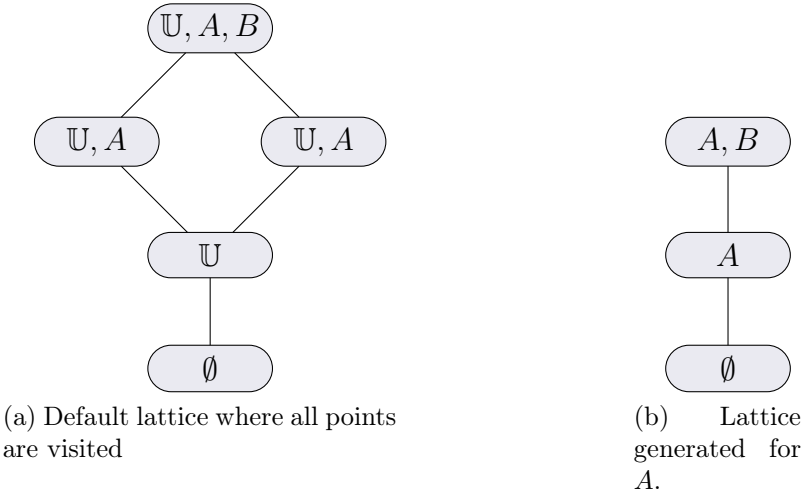 𝕌, A, B
𝕌, A
𝕌, A
A, B
𝕌
A
∅
∅
(a) Default lattice where all points
are visited
(b) Lattice
generated for
A.